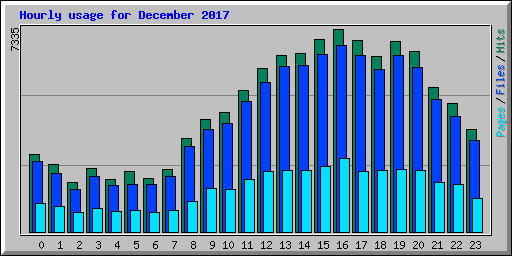 Hourly usage for December 2017
7335
Pages/Files/Hits
0 1 2 3 4 5 6 7 8 9 10 11 12 13 14 15 16 17 18 19 20 21 22 23